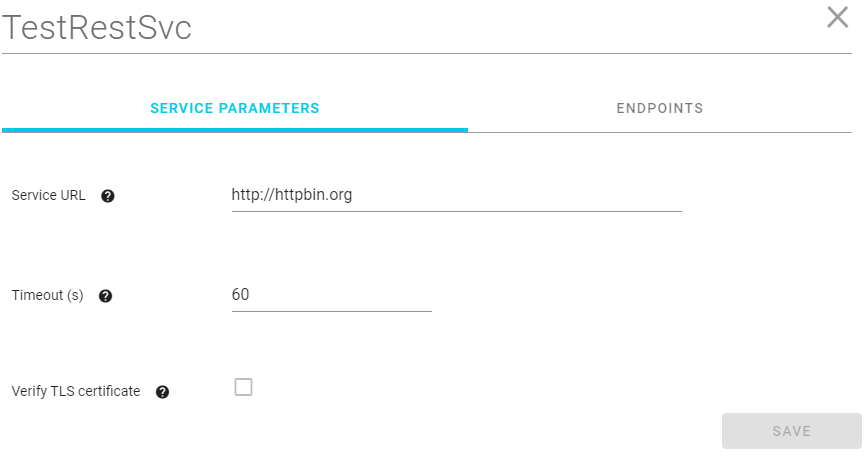 TestRestSvc
SERVICE PARAMETERS
ENDPOINTS
Service URL ? http://httpbin.org
Timeout (s) ? 60
Verify TLS certificate ?
SAVE